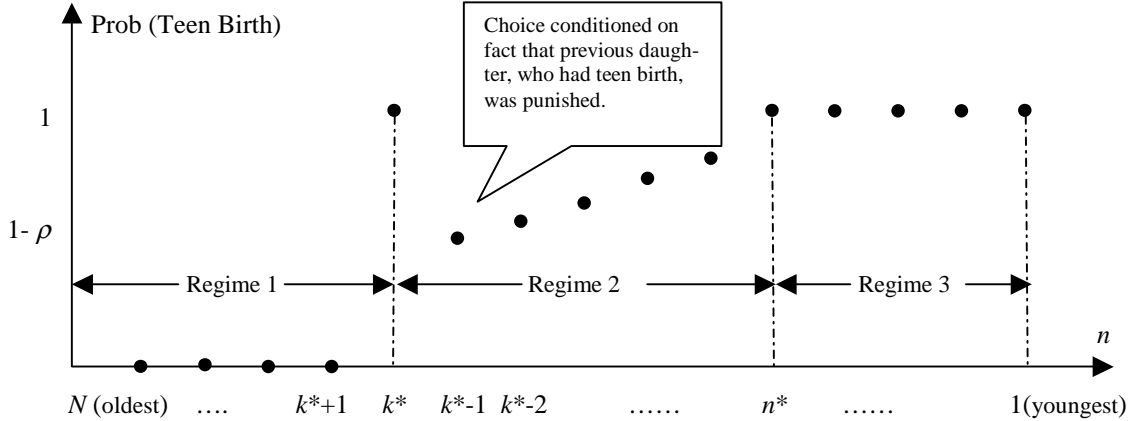 Prob (Teen Birth)
Choice conditioned on
fact that previous daugh-
ter, who had teen birth,
was punished.
1
1- ρ
Regime 1
Regime 2
Regime 3
n
N (oldest) …. k*+1 k* k*-1 k*-2 …… n* …… 1(youngest)